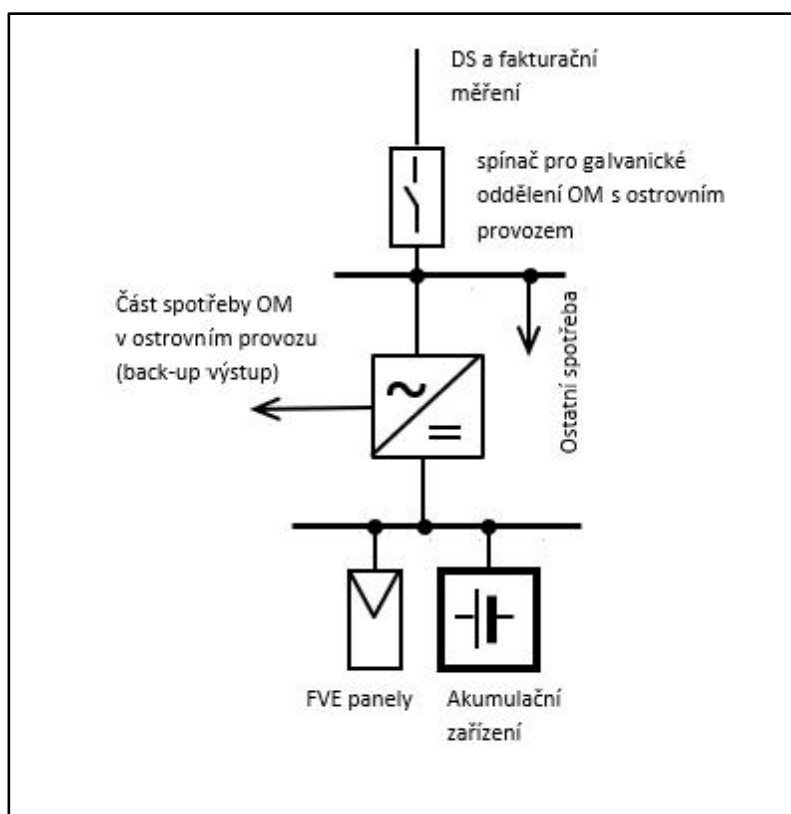 DS a fakturační
měření
spínač pro galvanické
oddělení OM s ostrovním
provozem
Část spotřeby OM
v ostrovním provozu
(back-up výstup)
Ostatní spotřeba
FVE panely
Akumulační
zařízení